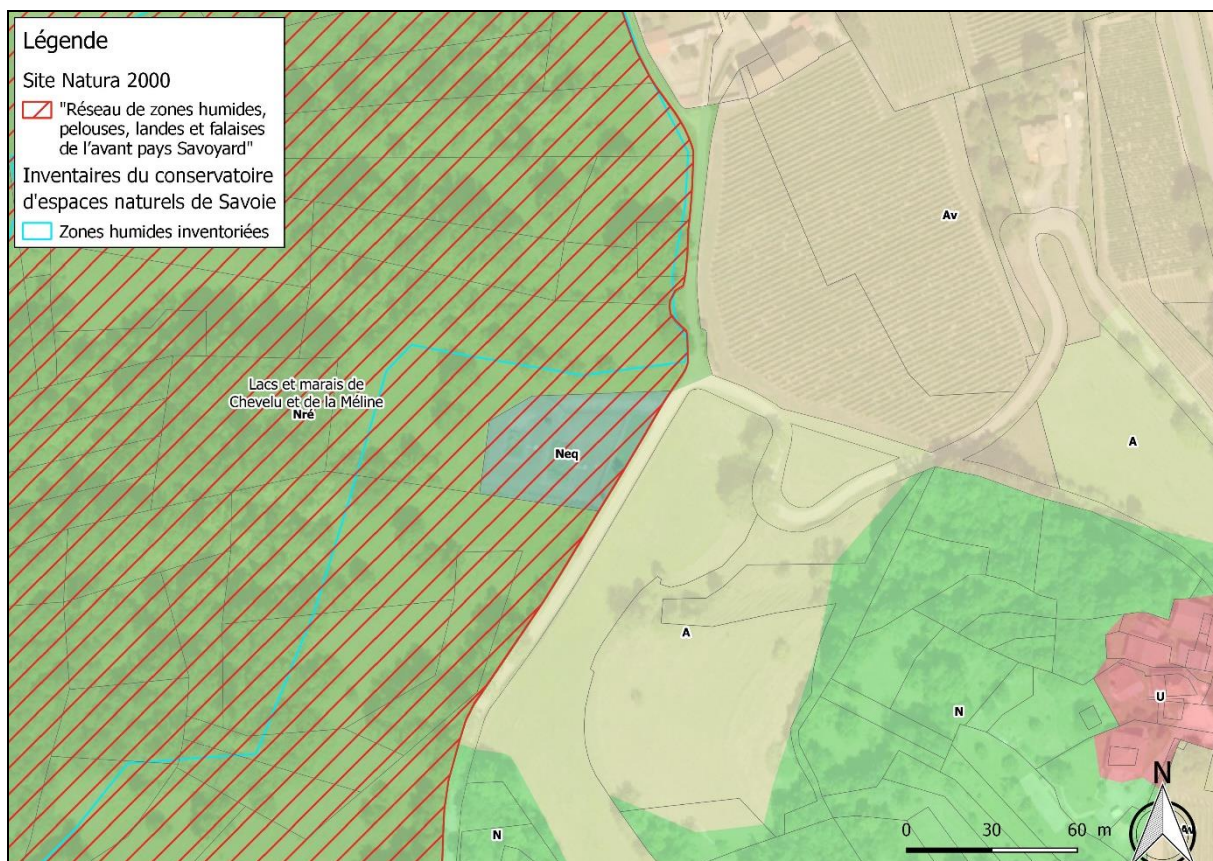 Légende
Site Natura 2000
"Réseau de zones humides,
pelouses, landes et falaises
de l'avant pays Savoyard"
Inventaires du conservatoire
d'espaces naturels de Savoie
Zones humides inventoriées
Av
Lacs et marais de
Chevelu et de la Méline
Nré
Neq
A
A
N
U
N
N
0 30 60 m
Av